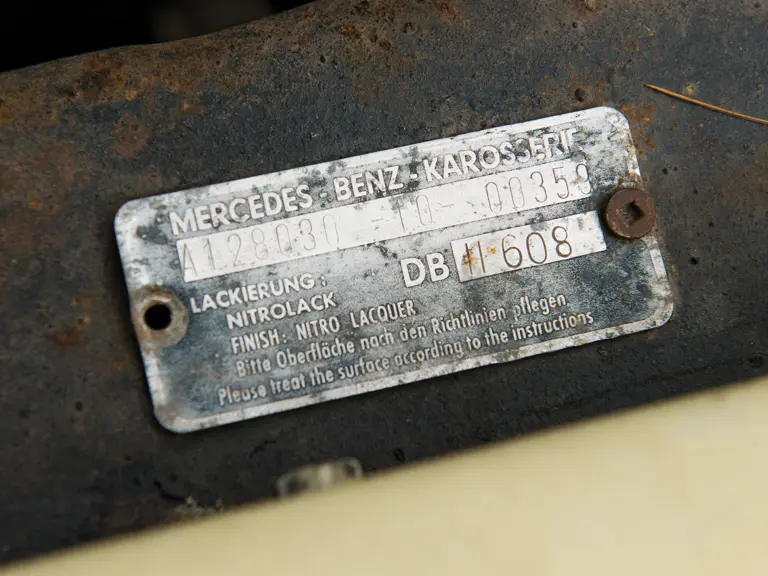 MERCEDES-BENZ-KAROSSERIE
A128030 -10- 00353
LACKIERUNG:
NITROLACK
DB H 608
FINISH: NITRO LACQUER
Bitte Oberfläche nach den Richtlinien pflegen
Please treat the surface according to the instructions